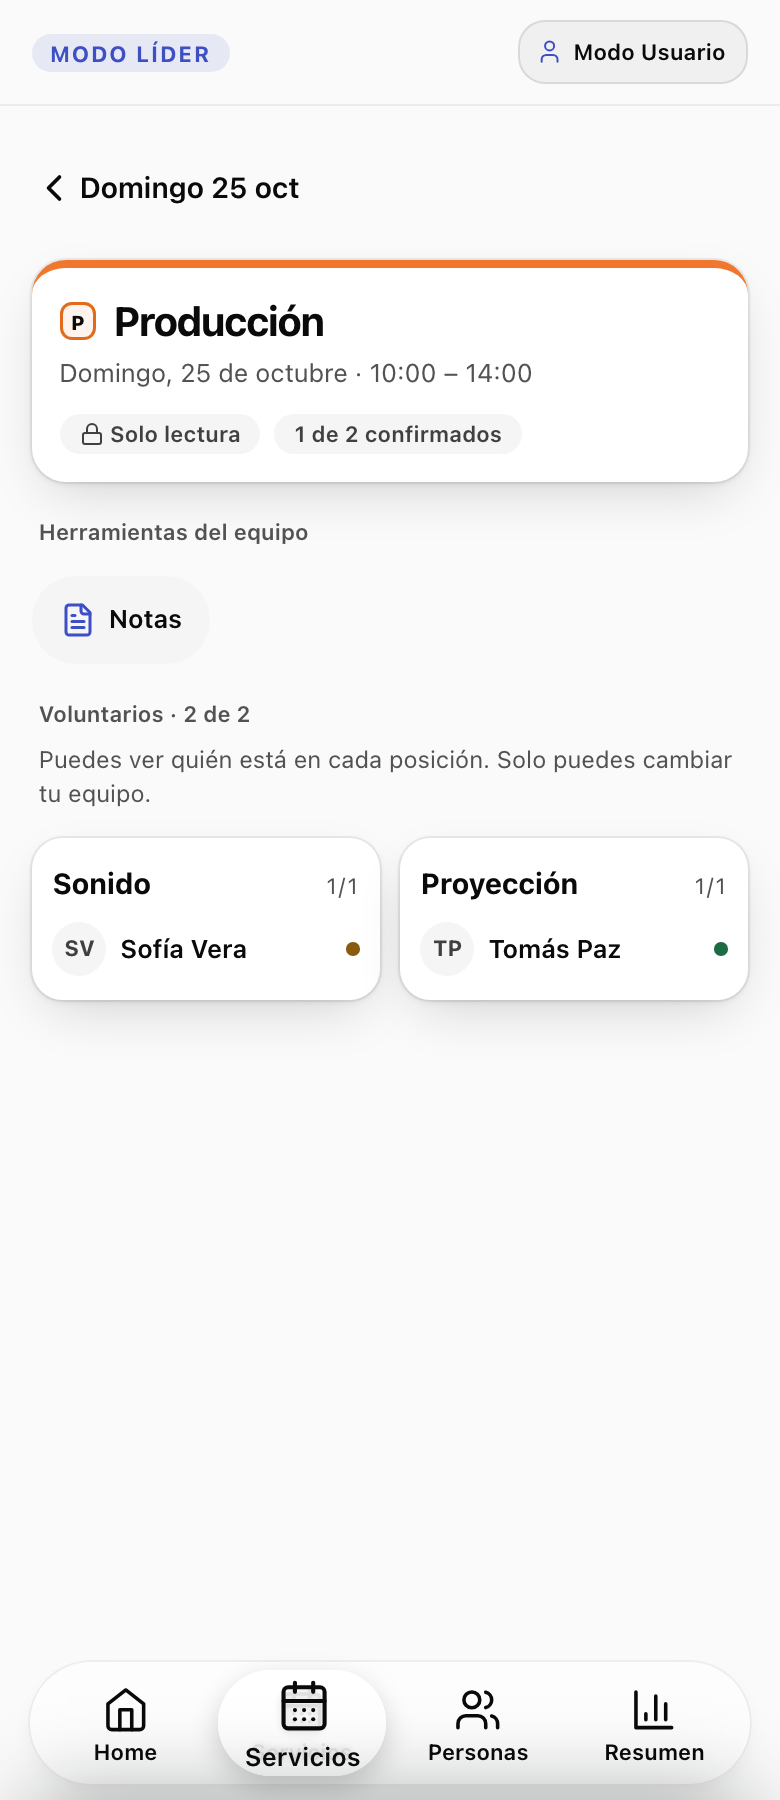 MODO LÍDER
Modo Usuario
Domingo 25 oct
P Producción
Domingo, 25 de octubre · 10:00 – 14:00
Solo lectura
1 de 2 confirmados
Herramientas del equipo
Notas
Voluntarios · 2 de 2
Puedes ver quién está en cada posición. Solo puedes cambiar
tu equipo.
Sonido 1/1
SV Sofía Vera
Proyección 1/1
TP Tomás Paz
Home
Servicios
Personas
Resumen